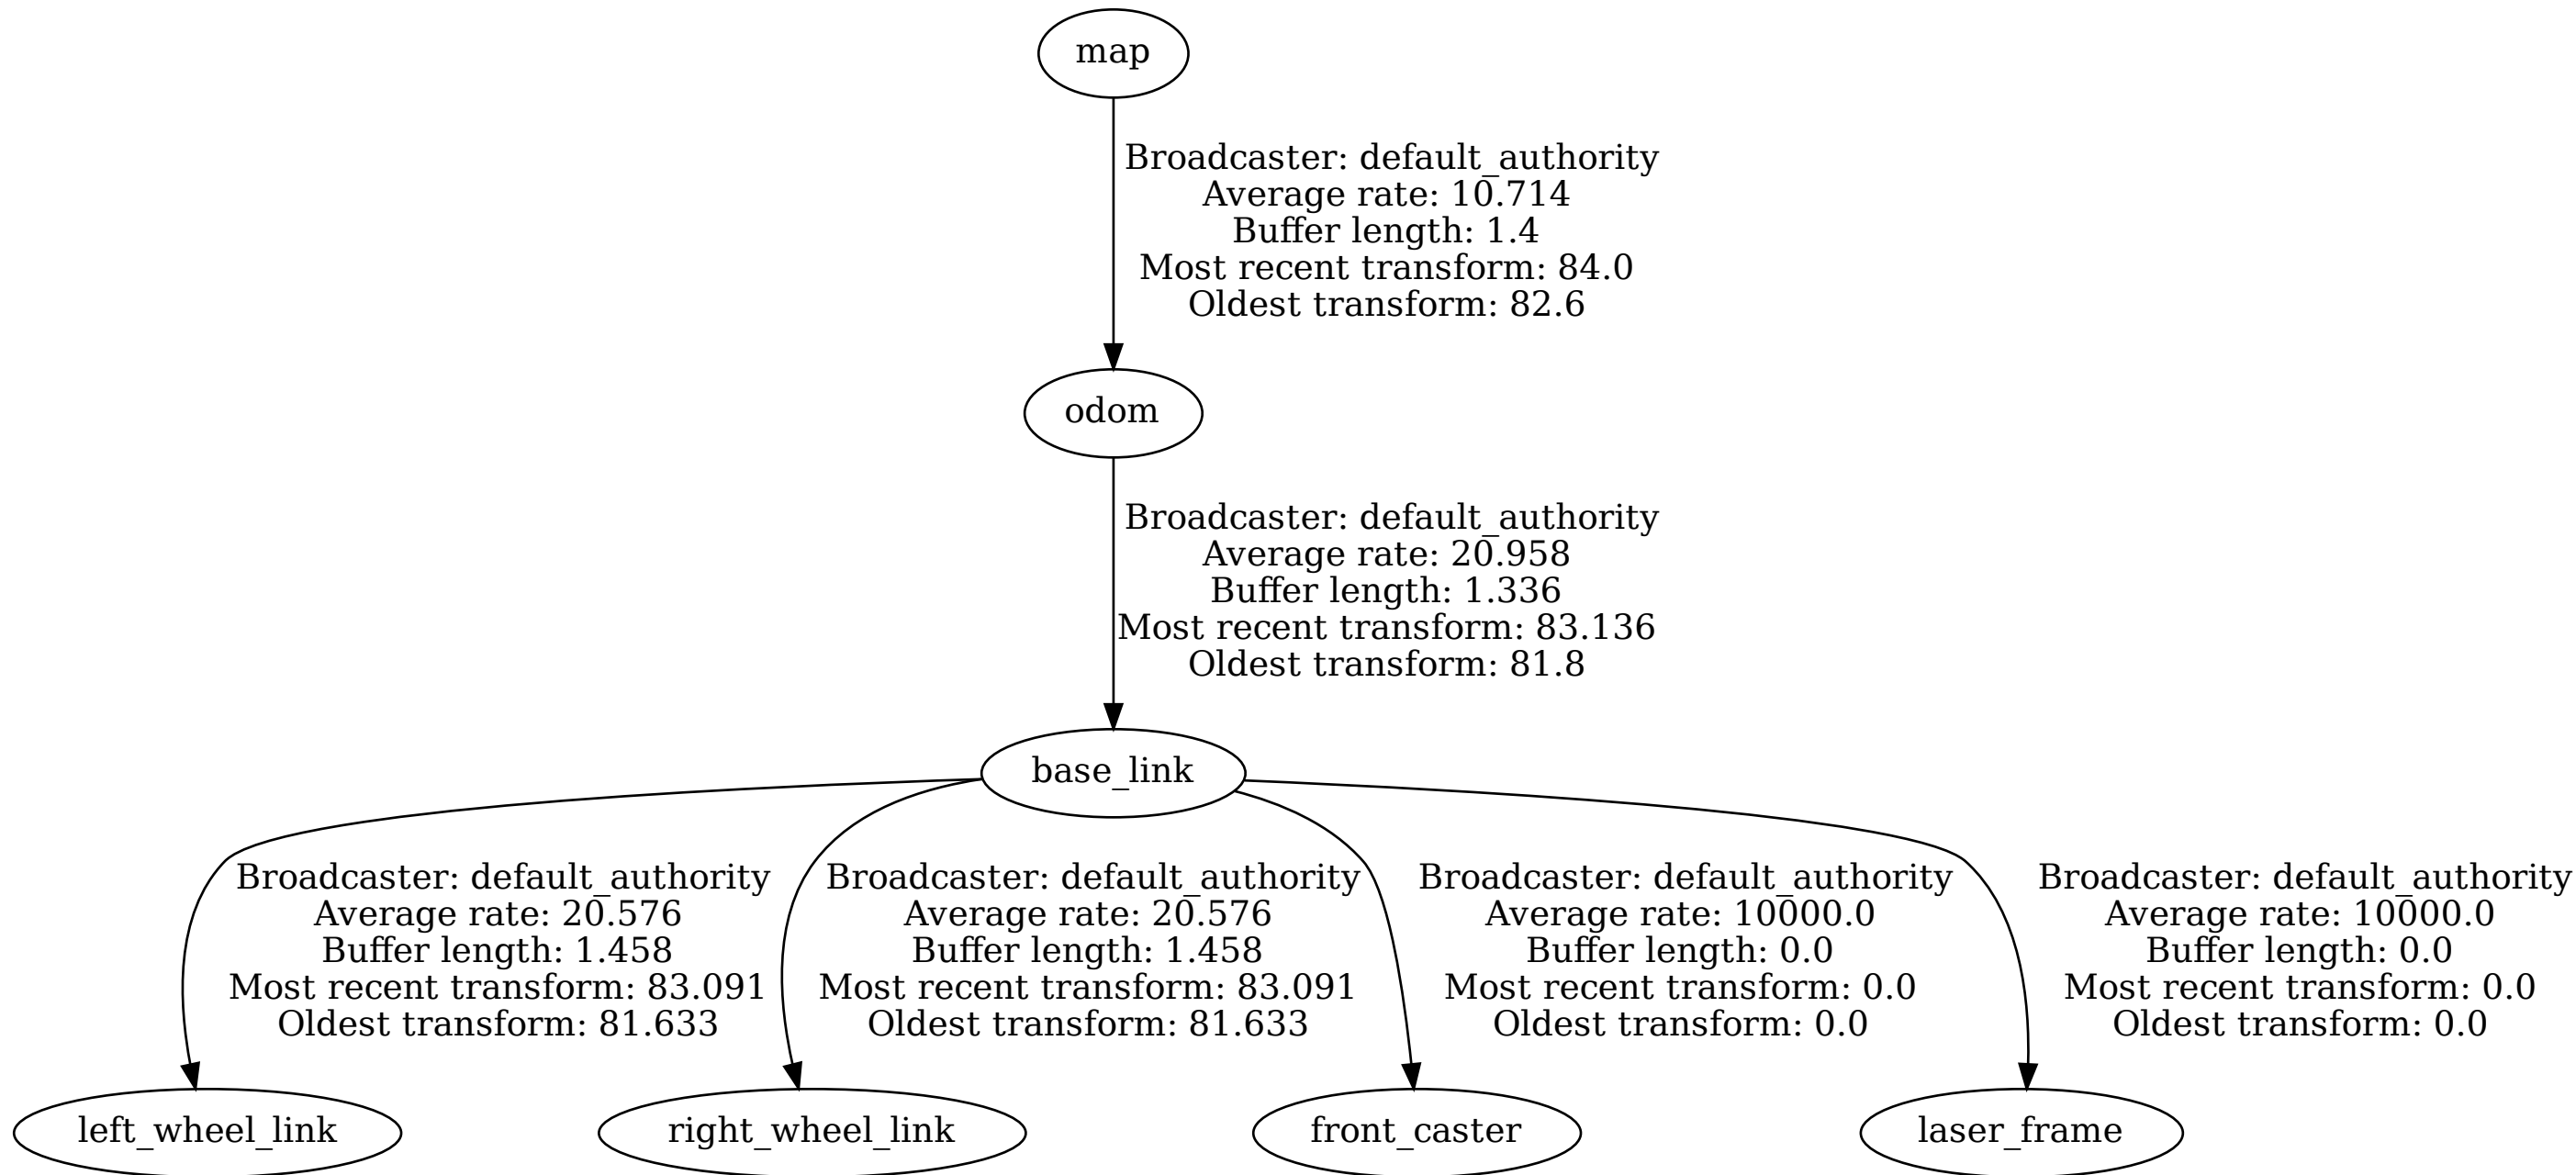 map
Broadcaster: default_authority
Average rate: 10.714
Buffer length: 1.4
Most recent transform: 84.0
Oldest transform: 82.6
odom
Broadcaster: default_authority
Average rate: 20.958
Buffer length: 1.336
Most recent transform: 83.136
Oldest transform: 81.8
base_link
Broadcaster: default_authority
Average rate: 20.576
Buffer length: 1.458
Most recent transform: 83.091
Oldest transform: 81.633
Broadcaster: default_authority
Average rate: 20.576
Buffer length: 1.458
Most recent transform: 83.091
Oldest transform: 81.633
Broadcaster: default_authority
Average rate: 10000.0
Buffer length: 0.0
Most recent transform: 0.0
Oldest transform: 0.0
Broadcaster: default_authority
Average rate: 10000.0
Buffer length: 0.0
Most recent transform: 0.0
Oldest transform: 0.0
left_wheel_link
right_wheel_link
front_caster
laser_frame